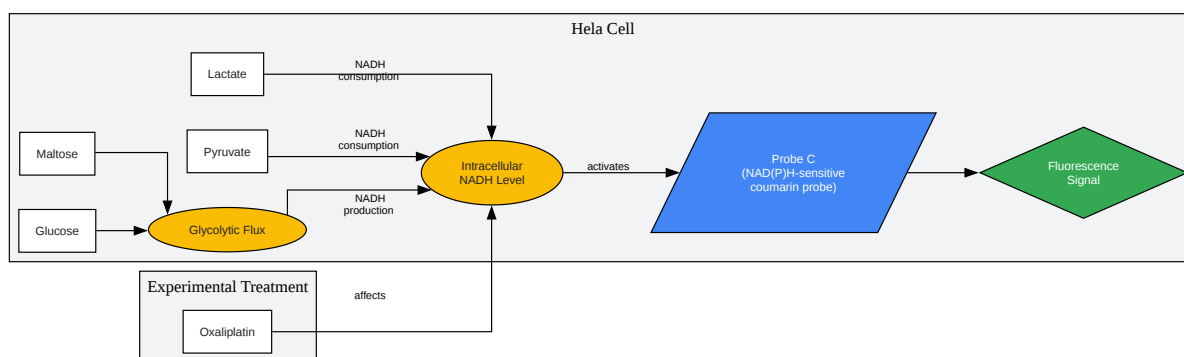 Hela Cell
Lactate
NADH
consumption
Maltose
Pyruvate
NADH
consumption
Intracellular
NADH Level
activates
Probe C
(NAD(P)H-sensitive
coumarin probe)
Fluorescence
Signal
NADH
production
Glucose
Glycolytic Flux
Experimental Treatment
affects
Oxaliplatin